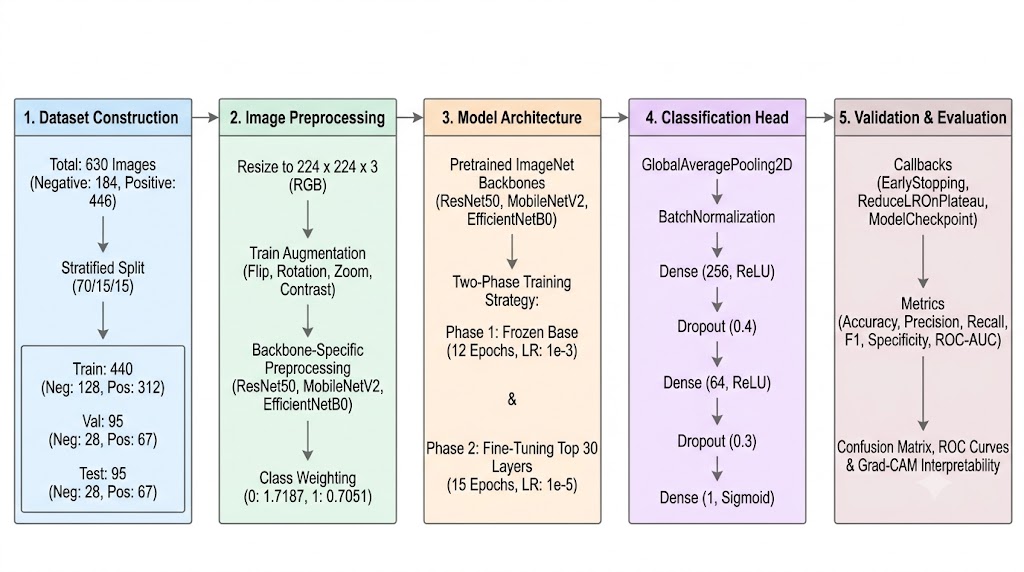 1. Dataset Construction
Total: 630 Images
(Negative: 184, Positive:
446)
Stratified Split
(70/15/15)
Train: 440
(Neg: 128, Pos: 312)
Val: 95
(Neg: 28, Pos: 67)
Test: 95
(Neg: 28, Pos: 67)
2. Image Preprocessing
Resize to 224 x 224 x 3
(RGB)
Train Augmentation
(Flip, Rotation, Zoom,
Contrast)
Backbone-Specific
Preprocessing
(ResNet50, MobileNetV2,
EfficientNetB0)
Class Weighting
(0: 1.7187, 1: 0.7051)
3. Model Architecture
Pretrained ImageNet
Backbones
(ResNet50, MobileNetV2,
EfficientNetB0)
Two-Phase Training
Strategy:
Phase 1: Frozen Base
(12 Epochs, LR: 1e-3)
&
Phase 2: Fine-Tuning Top 30
Layers
(15 Epochs, LR: 1e-5)
4. Classification Head
GlobalAveragePooling2D
BatchNormalization
Dense (256, ReLU)
Dropout (0.4)
Dense (64, ReLU)
Dropout (0.3)
Dense (1, Sigmoid)
5. Validation & Evaluation
Callbacks
(EarlyStopping,
ReduceLROnPlateau,
ModelCheckpoint)
Metrics
(Accuracy, Precision, Recall,
F1, Specificity, ROC-AUC)
Confusion Matrix, ROC Curves
& Grad-CAM Interpretability